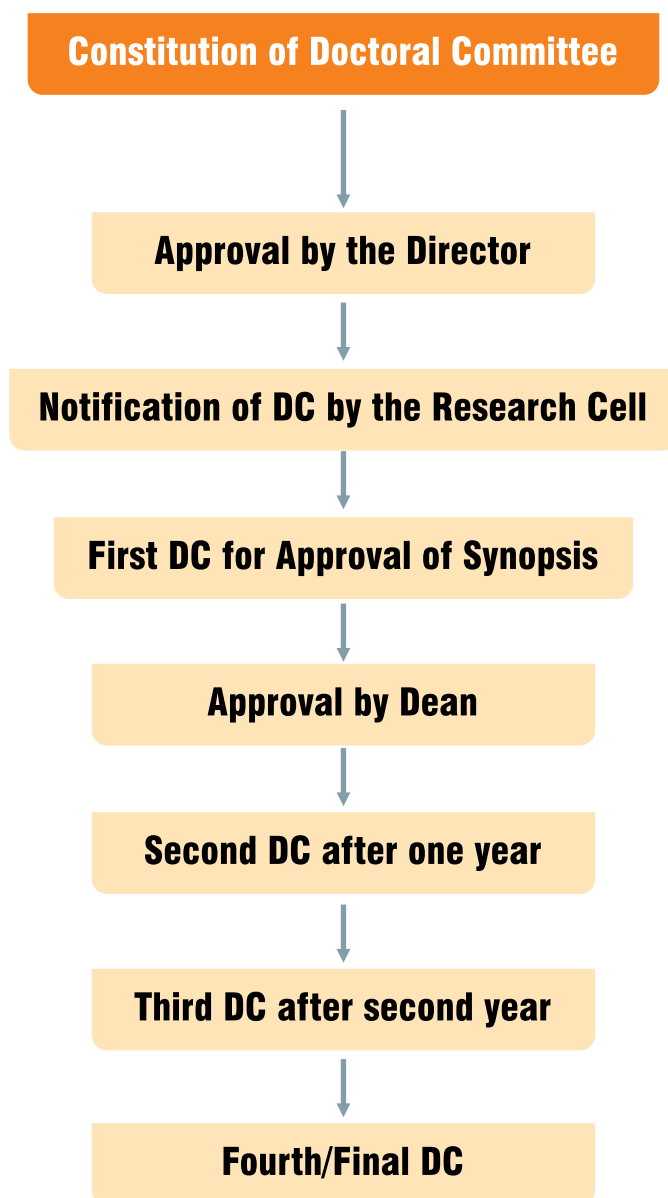 Constitution of Doctoral Committee
Approval by the Director
Notification of DC by the Research Cell
First DC for Approval of Synopsis
Approval by Dean
Second DC after one year
Third DC after second year
Fourth/Final DC